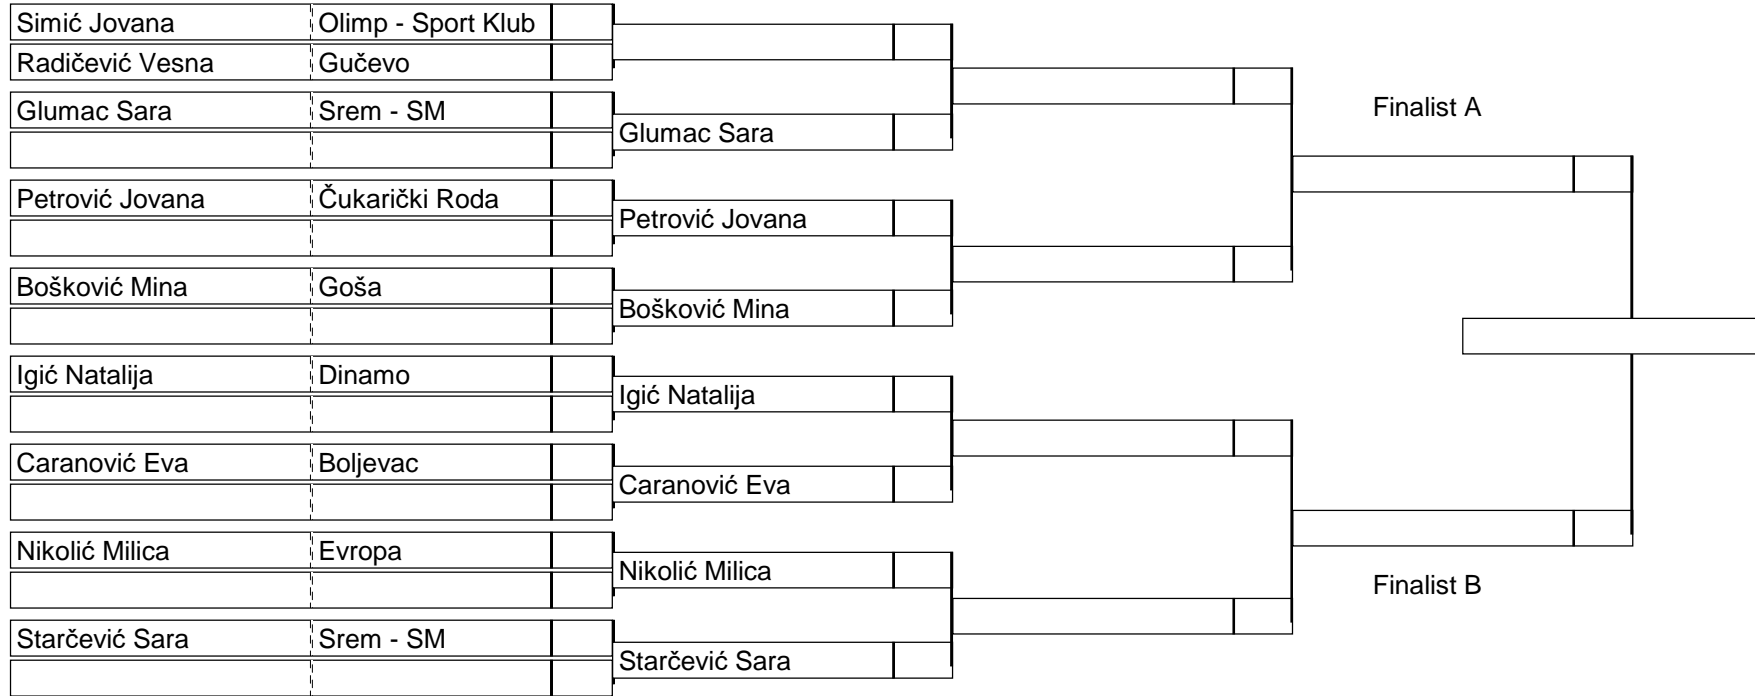 Simić Jovana Olimp - Sport Klub
Radičević Vesna Gučevo
Glumac Sara Srem - SM
Petrović Jovana Čukarički Roda
Bošković Mina Goša
Igić Natalija Dinamo
Caranović Eva Boljevac
Nikolić Milica Evropa
Starčević Sara Srem - SM
Glumac Sara
Petrović Jovana
Bošković Mina
Igić Natalija
Caranović Eva
Nikolić Milica
Starčević Sara
Finalist A
Finalist B